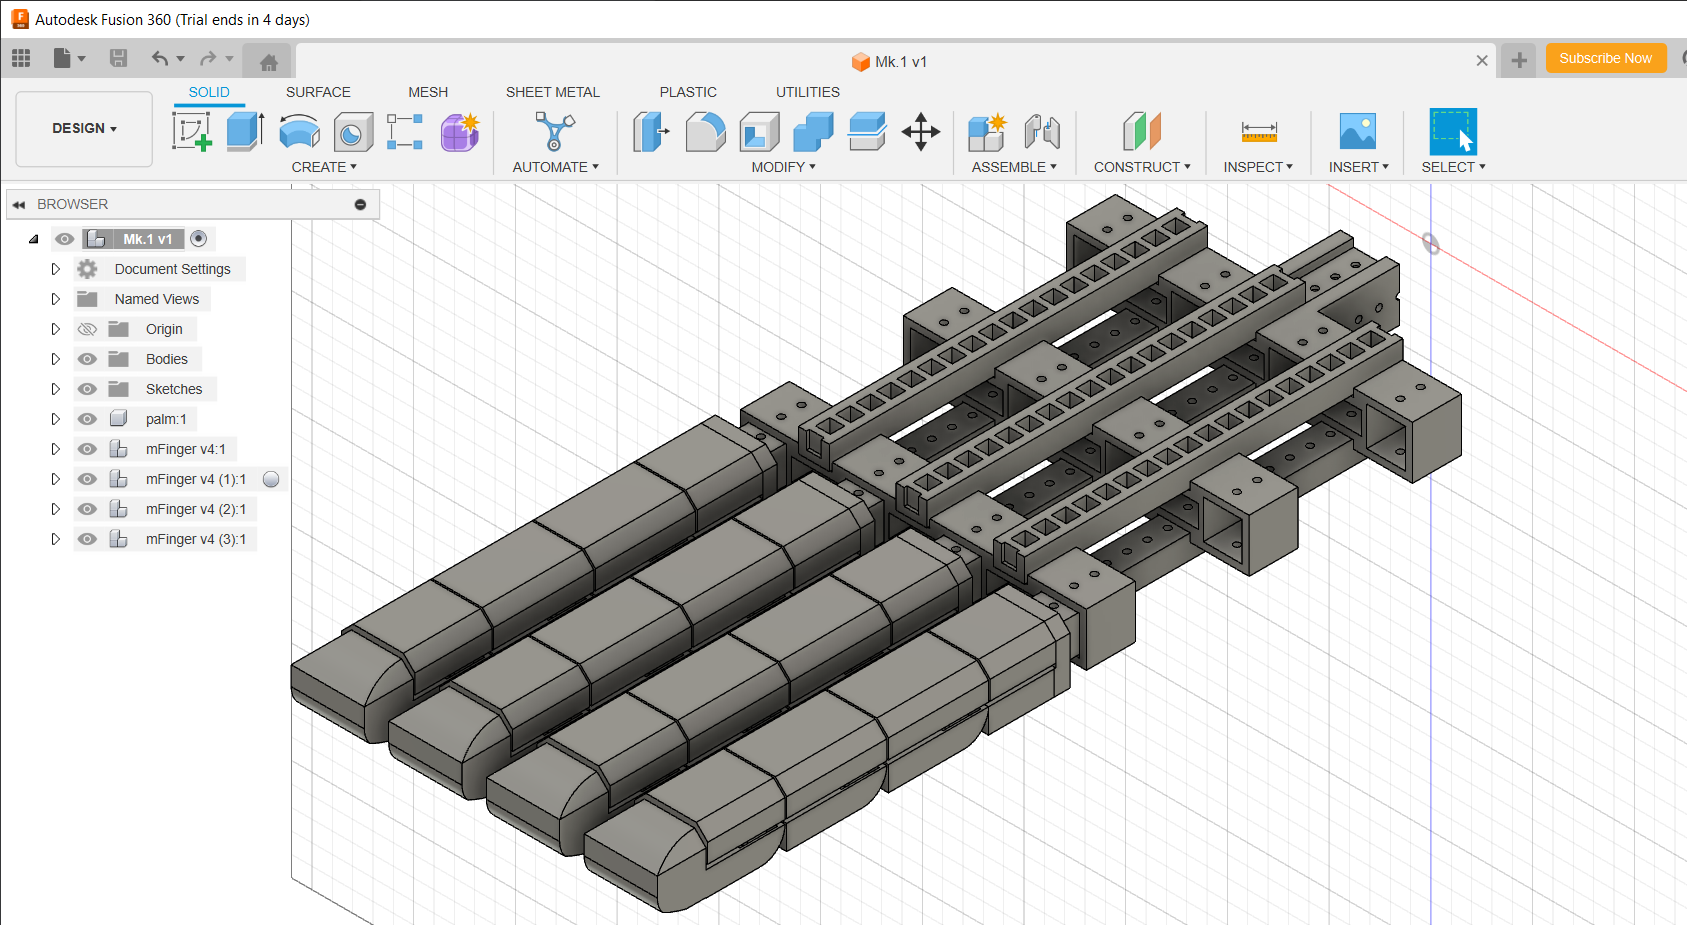 Autodesk Fusion 360 (Trial ends in 4 days)
Mk.1 v1
Subscribe Now
SOLID SURFACE MESH SHEET METAL PLASTIC UTILITIES
DESIGN
CREATE AUTOMATE MODIFY ASSEMBLE CONSTRUCT INSPECT INSERT SELECT
BROWSER
Mk.1 v1
Document Settings
Named Views
Origin
Bodies
Sketches
palm:1
mFinger v4:1
mFinger v4 (1):1
mFinger v4 (2):1
mFinger v4 (3):1